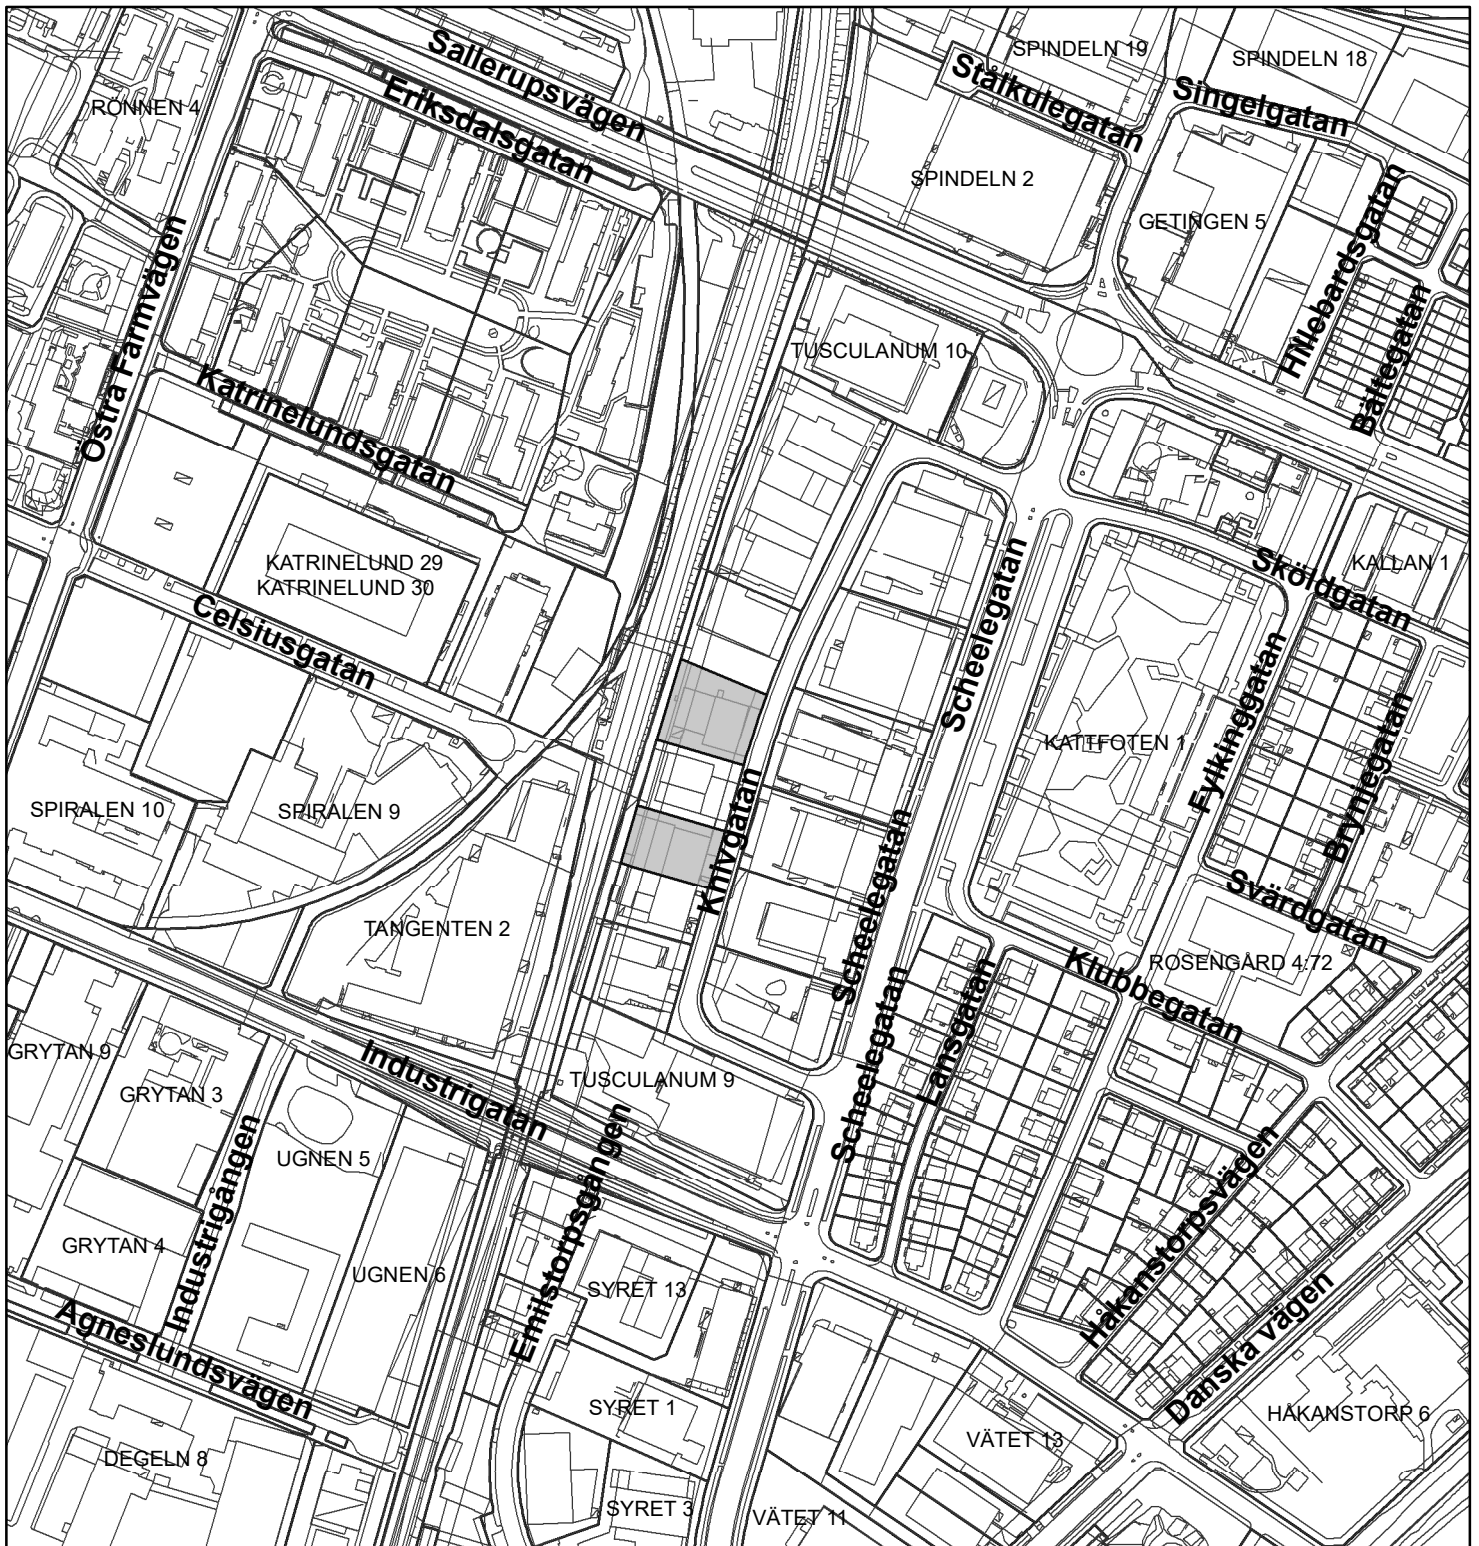 Sallerupsvägen
Eriksdalsgatan
SPINDELN 19
SPINDELN 18
Stålkulegatan
Singelgatan
RÖNNEN 4
SPINDELN 2
GETINGEN 5
Hillebardsgatan
Bältegatan
Östra Farmvägen
TUSCULANUM 10
Katrinelundsgatan
KATRINELUND 29
KATRINELUND 30
Sköldgatan
KALLAN 1
Celsiusgatan
Scheelegatan
Fylkinggatan
Brynjegatan
KATTFOTEN 1
SPIRALEN 10
SPIRALEN 9
Knivgatan
Scheelegatan
Svärdgatan
TANGENTEN 2
Klubbegatan
ROSENGÅRD 4:72
Scheelegatan
Lansgatan
GRYTAN 9
GRYTAN 3
Industrigatan
TUSCULANUM 9
UGNEN 5
Industrigången
Emilstorpsgången
Håkanstorpsvägen
GRYTAN 4
UGNEN 6
SYRET 13
Agneslundsvägen
Danska vägen
SYRET 1
HÅKANSTORP 6
VÄTET 13
DEGELN 8
SYRET 3
VÄTET 11